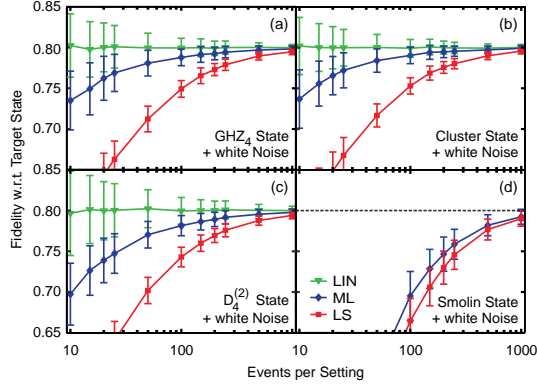 Fidelity w.r.t. Target State
0.85
0.80
0.75
0.70
0.85
0.80
0.75
0.70
0.65
(a)
GHZ4 State
+ white Noise
(b)
Cluster State
+ white Noise
(c)
D4(2) State
+ white Noise
(d)
LIN
ML
LS
Smolin State
+ white Noise
10
100
10
100
1000
Events per Setting